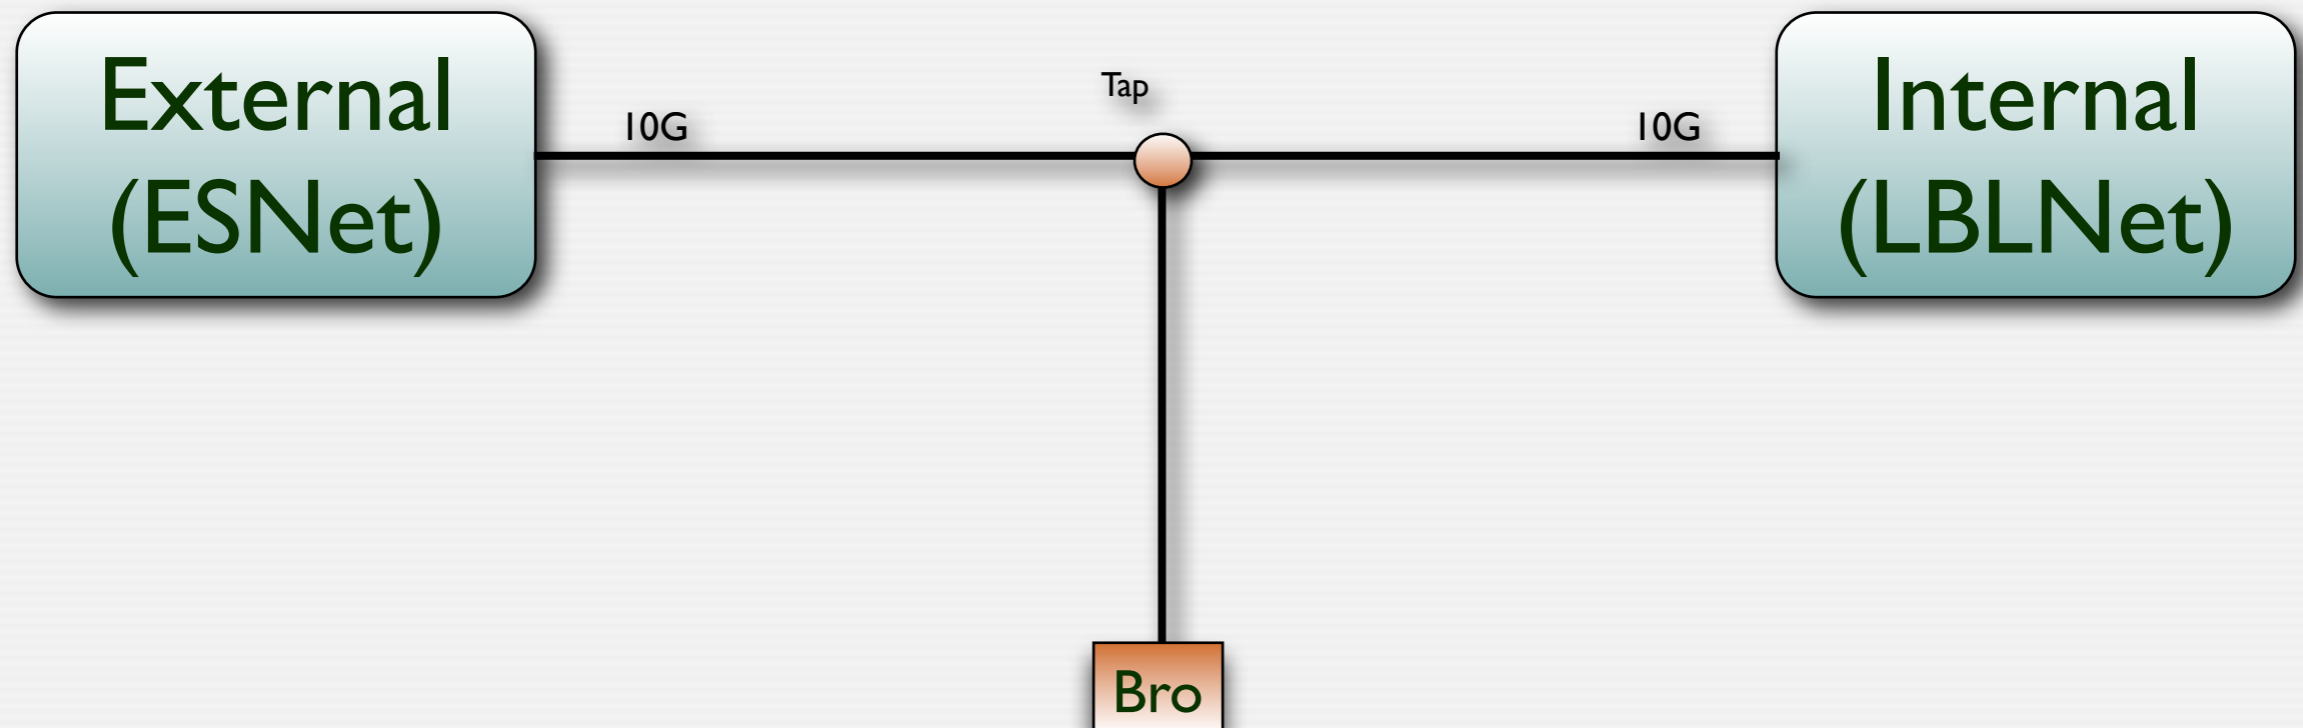 External
(ESNet)
10G
Tap
10G
Internal
(LBLNet)
Bro